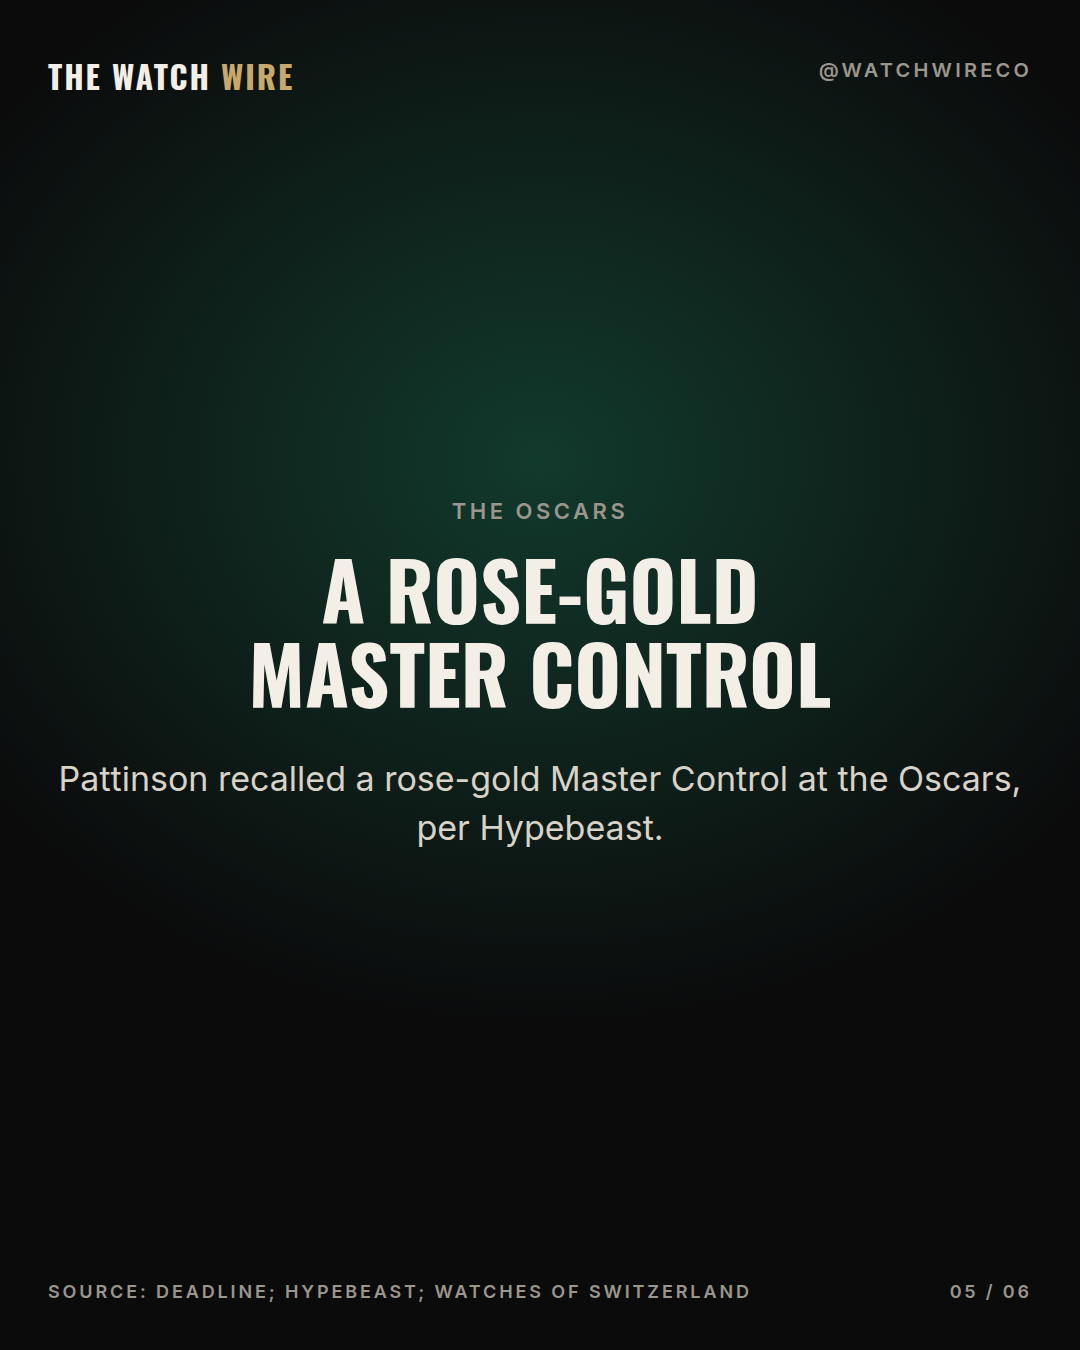 THE WATCH WIRE
@WATCHWIRECO
THE OSCARS
A ROSE-GOLD
MASTER CONTROL
Pattinson recalled a rose-gold Master Control at the Oscars,
per Hypebeast.
SOURCE: DEADLINE; HYPEBEAST; WATCHES OF SWITZERLAND
05 / 06